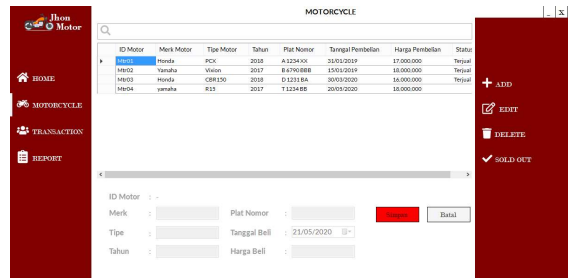 Jhon
Motor
MOTORCYCLE
_ X
HOME
MOTORCYCLE
TRANSACTION
REPORT
ID Motor Merk Motor Tipe Motor Tahun Plat Nomor Tanngal Pembelian Harga Pembelian Status
Mtr01 Honda PCX 2018 A 1234 XX 31/01/2019 17.000.000 Terjual
Mtr02 Yamaha Vixion 2017 B 6790 BBB 15/01/2019 18.000.000 Terjual
Mtr03 Honda CBR150 2018 D 1231 BA 30/03/2020 16.000.000 Terjual
Mtr04 yamaha R15 2017 T 1234 BB 20/05/2020 18.000.000
ADD
EDIT
DELETE
SOLD OUT
ID Motor : -
Merk : Plat Nomor :
Tipe : Tanggal Beli : 21/05/2020
Tahun : Harga Beli :
Simpan Batal